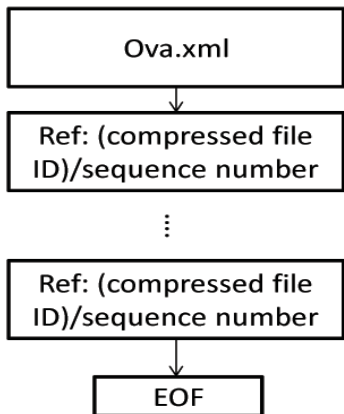 Ova.xml
Ref: (compressed file
ID)/sequence number
Ref: (compressed file
ID)/sequence number
EOF